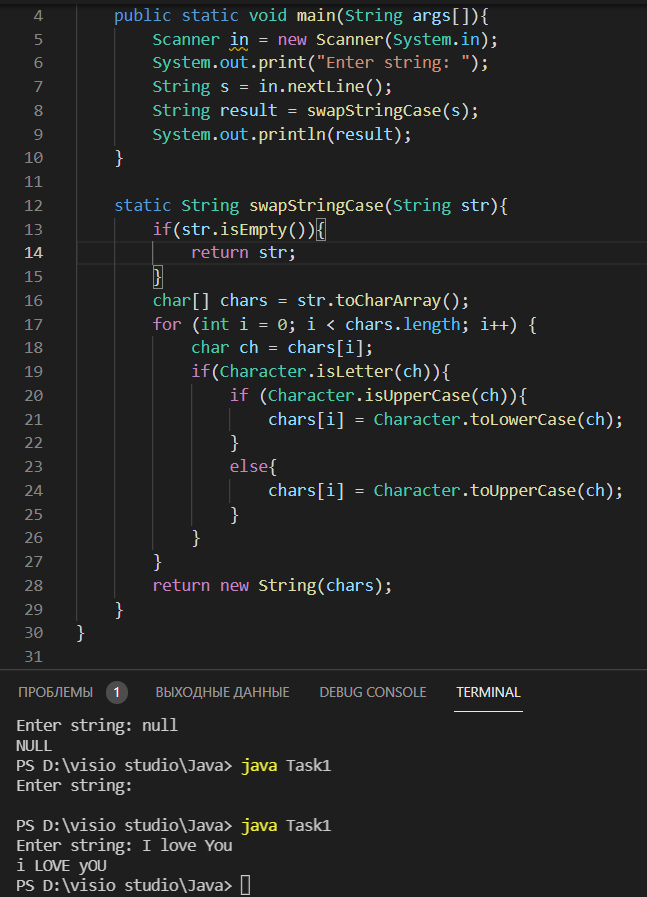 4 public static void main(String args[]){
5 Scanner in = new Scanner(System.in);
6 System.out.print("Enter string: ");
7 String s = in.nextLine();
8 String result = swapStringCase(s);
9 System.out.println(result);
10 }
11
12 static String swapStringCase(String str){
13 if(str.isEmpty()){
14 return str;
15 }
16 char[] chars = str.toCharArray();
17 for (int i = 0; i < chars.length; i++) {
18 char ch = chars[i];
19 if(Character.isLetter(ch)){
20 if (Character.isUpperCase(ch)){
21 chars[i] = Character.toLowerCase(ch);
22 }
23 else{
24 chars[i] = Character.toUpperCase(ch);
25 }
26 }
27 }
28 return new String(chars);
29 }
30 }
31
ПРОБЛЕМЫ 1 ВЫХОДНЫЕ ДАННЫЕ DEBUG CONSOLE TERMINAL
Enter string: null
NULL
PS D:\visio studio\Java> java Task1
Enter string:
PS D:\visio studio\Java> java Task1
Enter string: I love You
i LOVE yOU
PS D:\visio studio\Java>